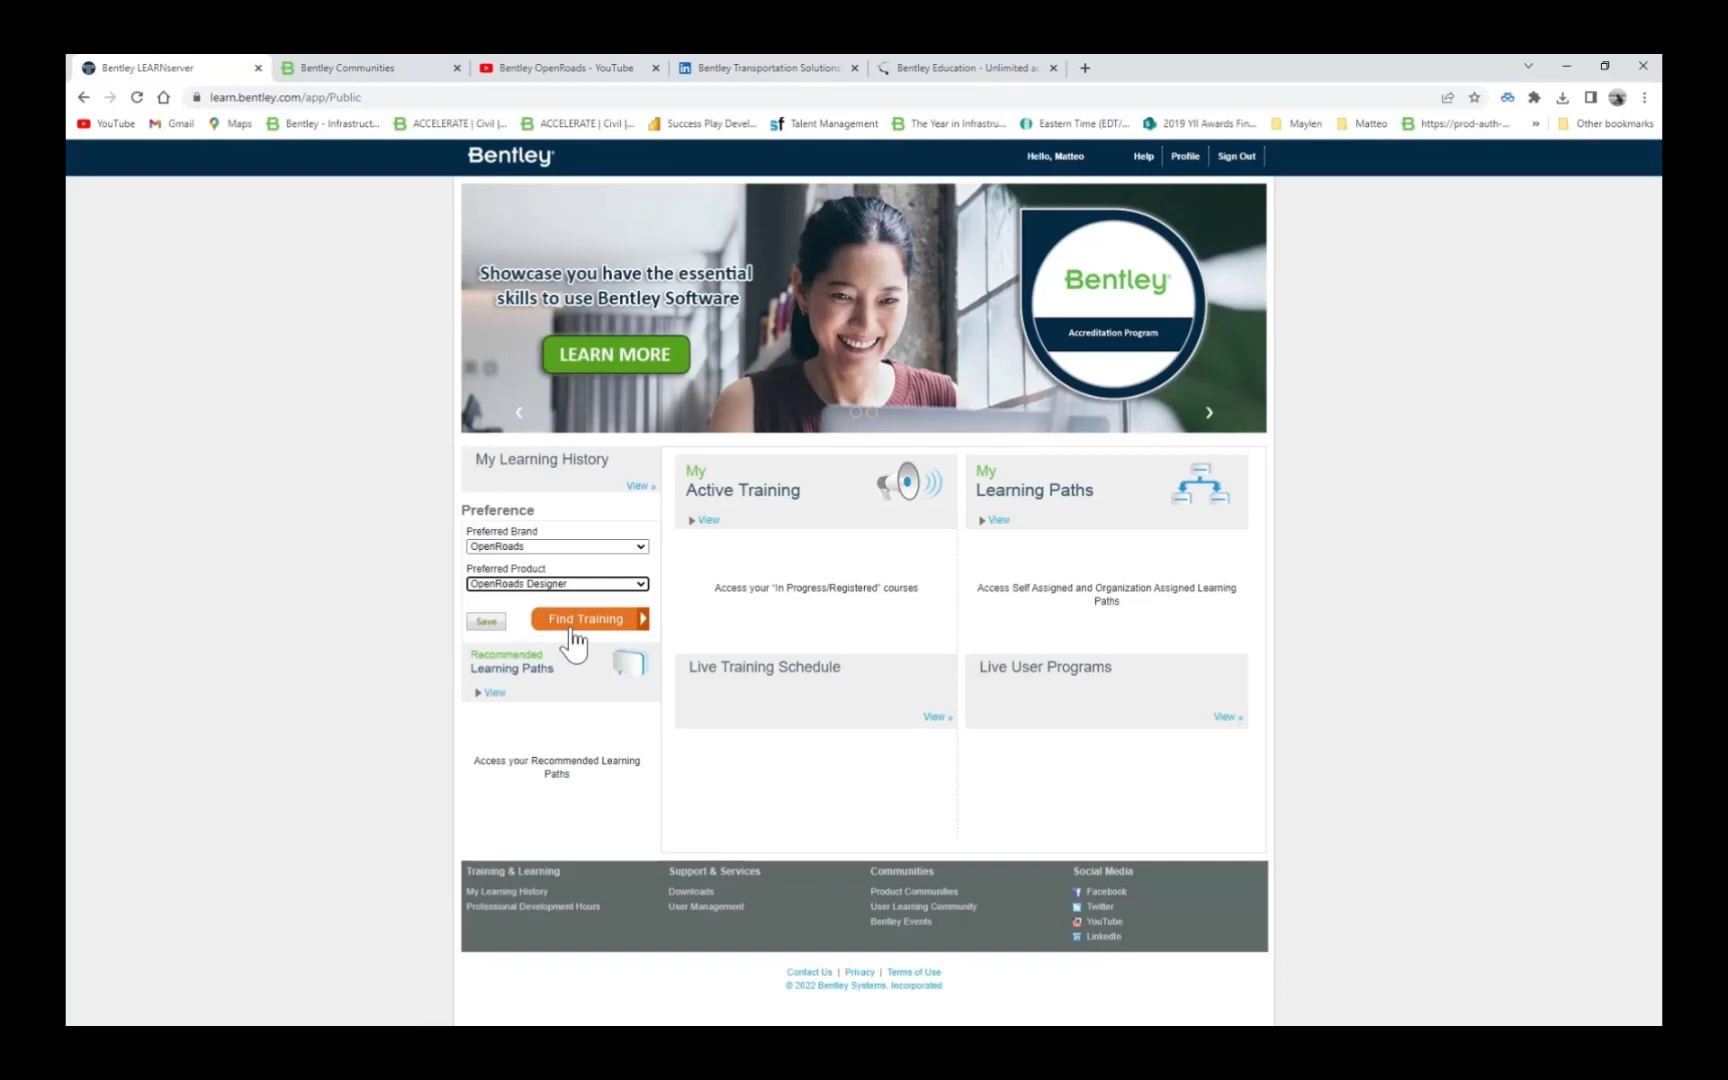 Bentley LEARNserver
Bentley Communities
Bentley OpenRoads - YouTube
Bentley Transportation Solutions:
Bentley Education - Unlimited a
learn.bentley.com/app/Public
YouTube
Gmail
Maps
Bentley - Infrastruct...
ACCELERATE | Civil |...
ACCELERATE | Civil |...
Success Play Devel...
Talent Management
The Year in Infrastru...
Eastern Time (EDT/...
2019 YII Awards Fin...
Maylen
Matteo
https://prod-auth-...
»
Other bookmarks
Bentley
Hello, Matteo
Help
Profile
Sign Out
Showcase you have the essential
skills to use Bentley Software
LEARN MORE
Bentley
Accreditation Program
My Learning History
View »
Preference
Preferred Brand
OpenRoads
Preferred Product
OpenRoads Designer
Save
Find Training
Recommended
Learning Paths
View
Access your Recommended Learning
Paths
My
Active Training
View
Access your "In Progress/Registered" courses
My
Learning Paths
View
Access Self Assigned and Organization Assigned Learning
Paths
Live Training Schedule
View »
Live User Programs
View »
Training & Learning
My Learning History
Professional Development Hours
Support & Services
Downloads
User Management
Communities
Product Communities
User Learning Community
Bentley Events
Social Media
Facebook
Twitter
YouTube
LinkedIn
Contact Us | Privacy | Terms of Use
© 2022 Bentley Systems, Incorporated